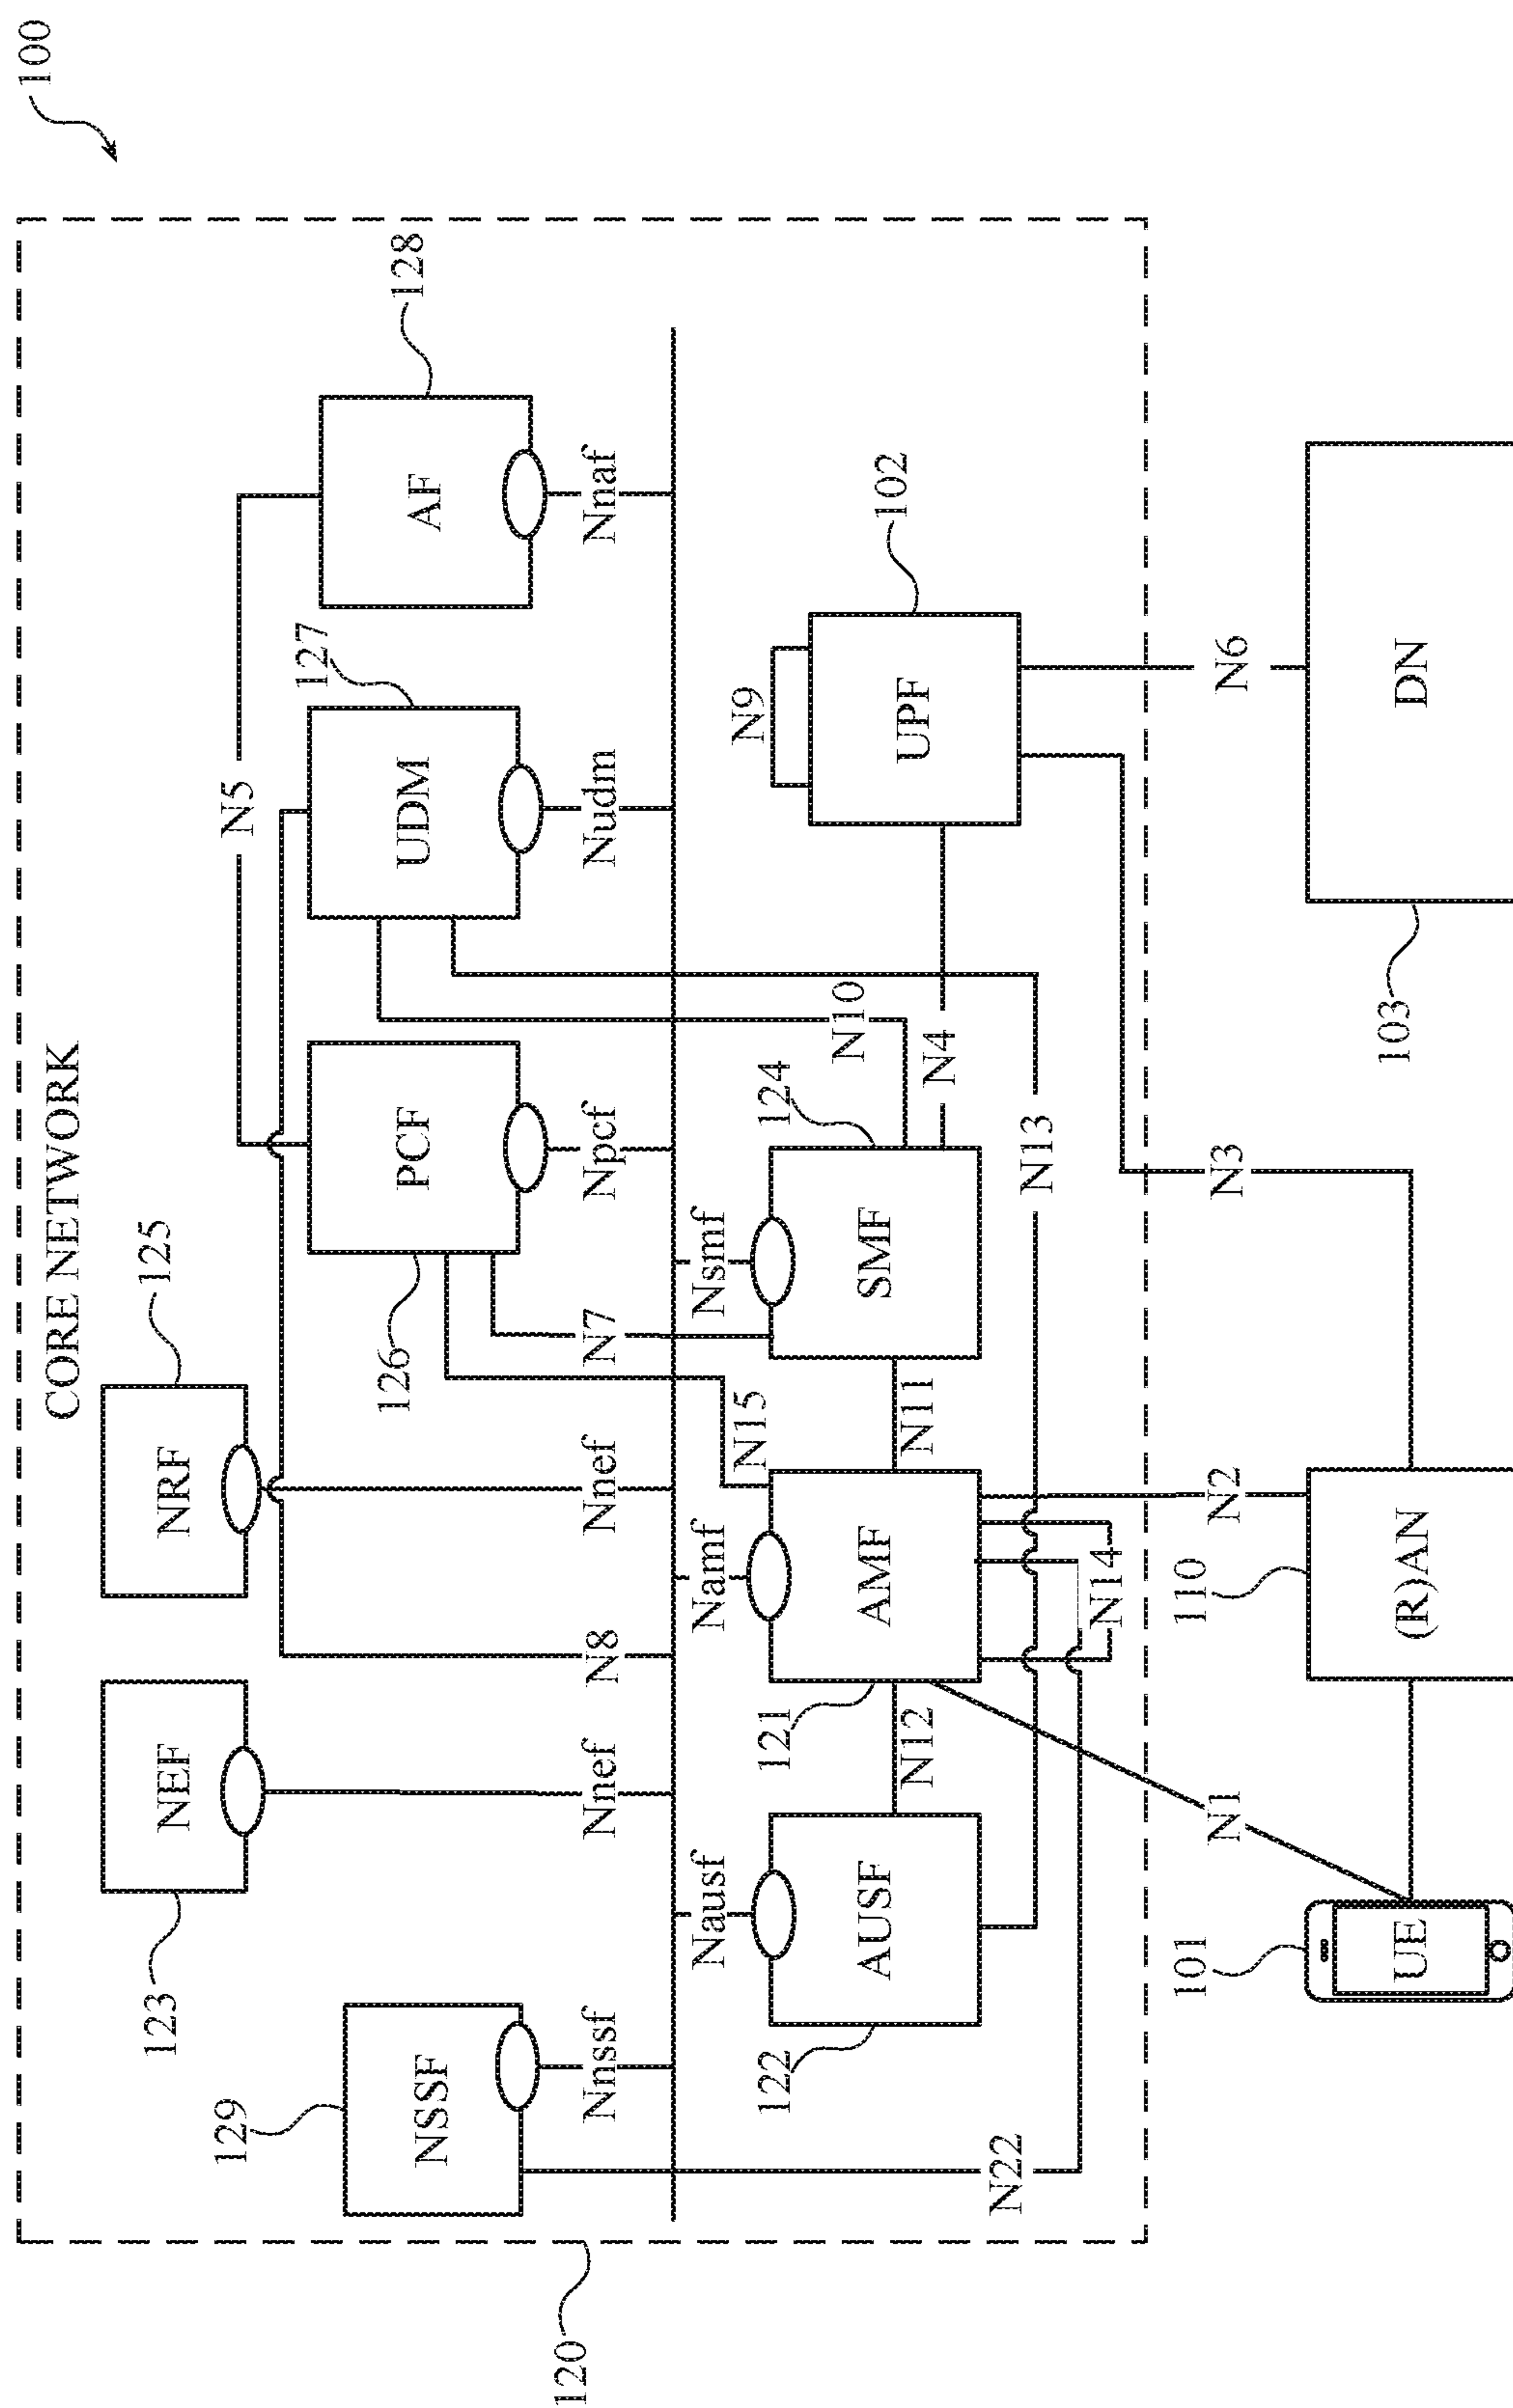 100
CORE NETWORK
125
NRF
123
NEF
N5
127
128
129
NSSF
126
PCF
UDM
AF
Nnssf
Nnef
N8
Nnef
N7
Npcf
Nudm
Nnaf
Nausf
Namf
N15
Nsmf
N9
122
121
124
N10
AUSF
N12
AMF
N11
SMF
N4
UPF
102
N22
N13
N14
120
101
N1
110
N2
N3
N6
UE
(R)AN
103
DN